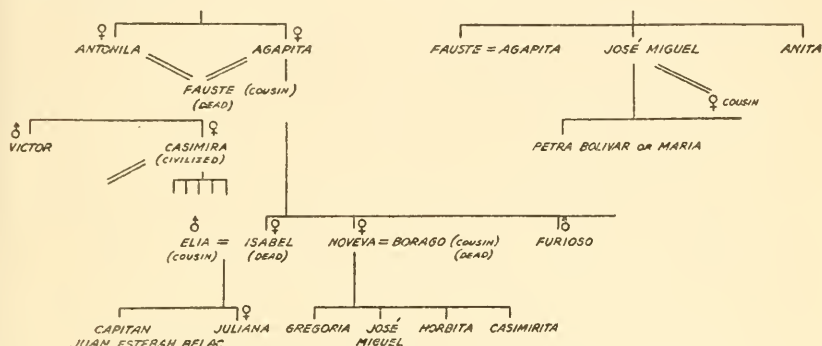 ♀ ♀
ANTONILA AGAPITA FAUSTE = AGAPITA JOSÉ MIGUEL ANITA
FAUSTE (COUSIN)
(DEAD)
♀ COUSIN
♂ ♀
VICTOR CASIMIRA
(CIVILIZED)
PETRA BOLIVAR OR MARIA
♂ ♀ ♀ ♂
ELIA = ISABEL NOVEVA = BORAGO (COUSIN) FURIOSO
(COUSIN) (DEAD) (DEAD)
♀
CAPITAN JULIANA GREGORIA JOSÉ MORBITA CASIMIRITA
JUAN ESTEBAN BELAC MIGUEL